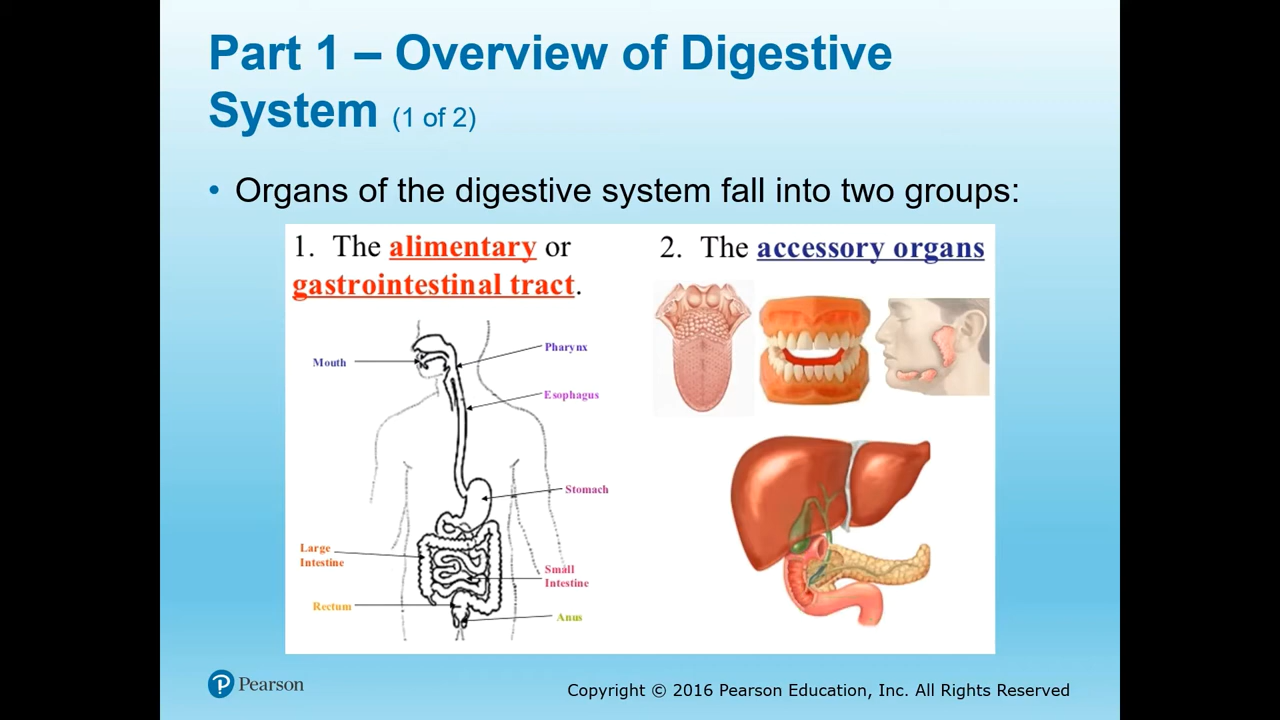 Part 1 – Overview of Digestive
System (1 of 2)
• Organs of the digestive system fall into two groups:
1. The alimentary or
gastrointestinal tract.
2. The accessory organs
Mouth
Pharynx
Esophagus
Stomach
Large
Intestine
Small
Intestine
Rectum
Anus
Pearson
Copyright © 2016 Pearson Education, Inc. All Rights Reserved